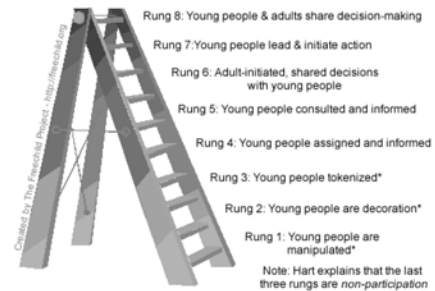 Rung 8: Young people & adults share decision-making
Rung 7:Young people lead & initiate action
Rung 6: Adult-initiated, shared decisions
with young people
Rung 5: Young people consulted and informed
Rung 4: Young people assigned and informed
Rung 3: Young people tokenized*
Rung 2: Young people are decoration*
Rung 1: Young people are
manipulated*
Note: Hart explains that the last
three rungs are non-participation
Created by The Freechild Project - http://freechild.org